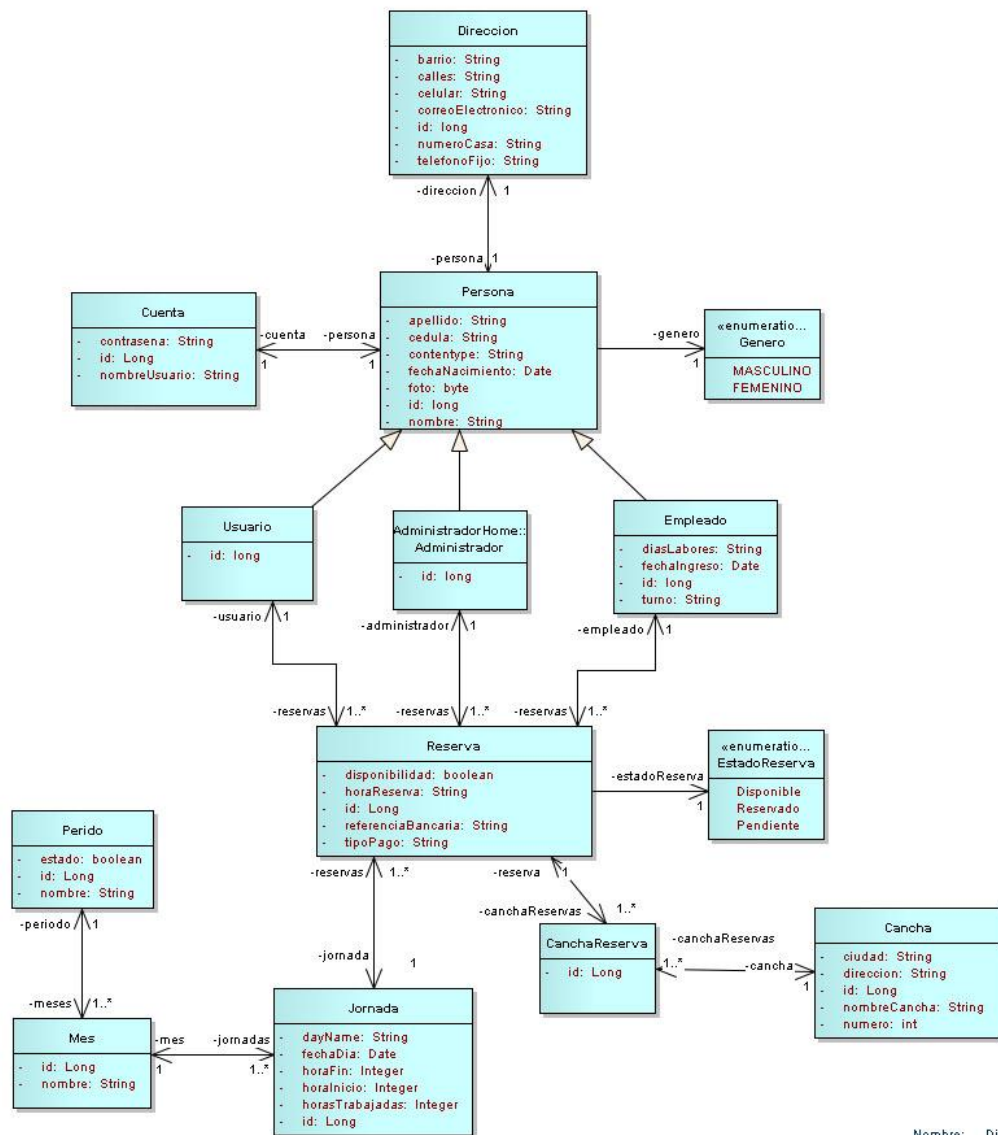 Direccion
- barrio: String
- calles: String
- celular: String
- correoElectronico: String
- id: long
- numeroCasa: String
- telefonoFijo: String
-direccion 1
-persona 1
Persona
- apellido: String
- cedula: String
- contentype: String
- fechaNacimiento: Date
- foto: byte
- id: long
- nombre: String
Cuenta
- contrasena: String
- id: Long
- nombreUsuario: String
-cuenta -persona
1 1
-genero
1
«enumeratio...
Genero
MASCULINO
FEMENINO
Usuario
- id: long
AdministradorHome::
Administrador
- id: long
Empleado
- diasLabores: String
- fechaIngreso: Date
- id: long
- turno: String
-usuario 1
-administrador 1
-empleado 1
-reservas 1..*
-reservas 1..*
-reservas 1..*
Reserva
- disponibilidad: boolean
- horaReserva: String
- id: Long
- referenciaBancaria: String
- tipoPago: String
-estadoReserva
1
«enumeratio...
EstadoReserva
Disponible
Reservado
Pendiente
Perido
- estado: boolean
- id: Long
- nombre: String
-periodo 1
-meses 1..*
Mes
- id: Long
- nombre: String
-mes -jornadas
1 1..*
-reservas 1..*
-jornada 1
Jornada
- dayName: String
- fechaDia: Date
- horaFin: Integer
- horaInicio: Integer
- horasTrabajadas: Integer
- id: Long
-reserva 1
-canchaReservas 1..*
CanchaReserva
- id: Long
-canchaReservas
1..* -cancha
1
Cancha
- ciudad: String
- direccion: String
- id: Long
- nombreCancha: String
- numero: int
Nombre: Di